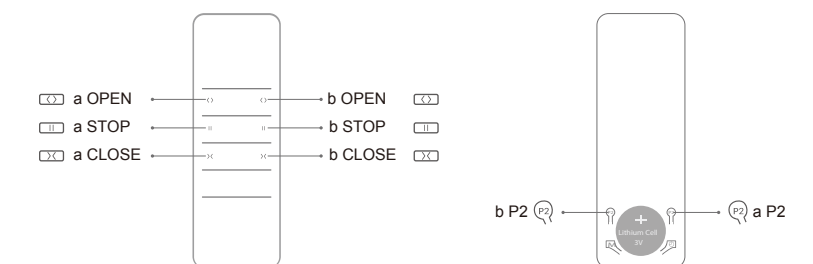 a OPEN b OPEN
a STOP b STOP
a CLOSE b CLOSE
b P2 P2 P2 a P2
Lithium Cell
3V